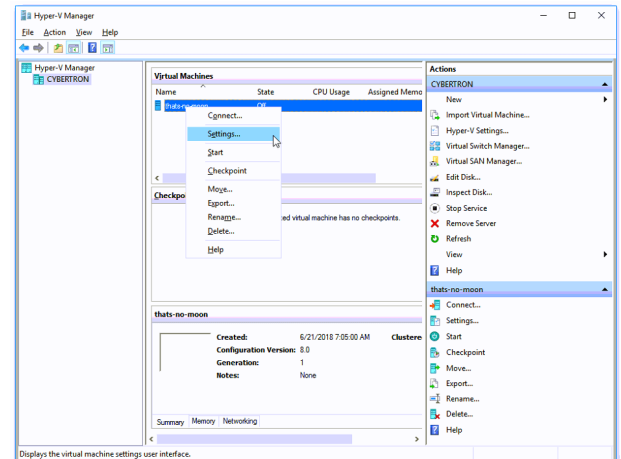 Hyper-V Manager
File Action View Help
Hyper-V Manager
CYBERTRON
Virtual Machines
Name State CPU Usage Assigned Memo
thats-no-moon Off
Connect...
Settings...
Start
Checkpoint
Move...
Export...
Rename...
Delete...
Help
Checkpo
ted virtual machine has no checkpoints.
thats-no-moon
Created: 6/21/2018 7:05:00 AM Clustere
Configuration Version: 8.0
Generation: 1
Notes: None
Summary Memory Networking
Actions
CYBERTRON
New
Import Virtual Machine...
Hyper-V Settings...
Virtual Switch Manager...
Virtual SAN Manager...
Edit Disk...
Inspect Disk...
Stop Service
Remove Server
Refresh
View
Help
thats-no-moon
Connect...
Settings...
Start
Checkpoint
Move...
Export...
Rename...
Delete...
Help
Displays the virtual machine settings user interface.